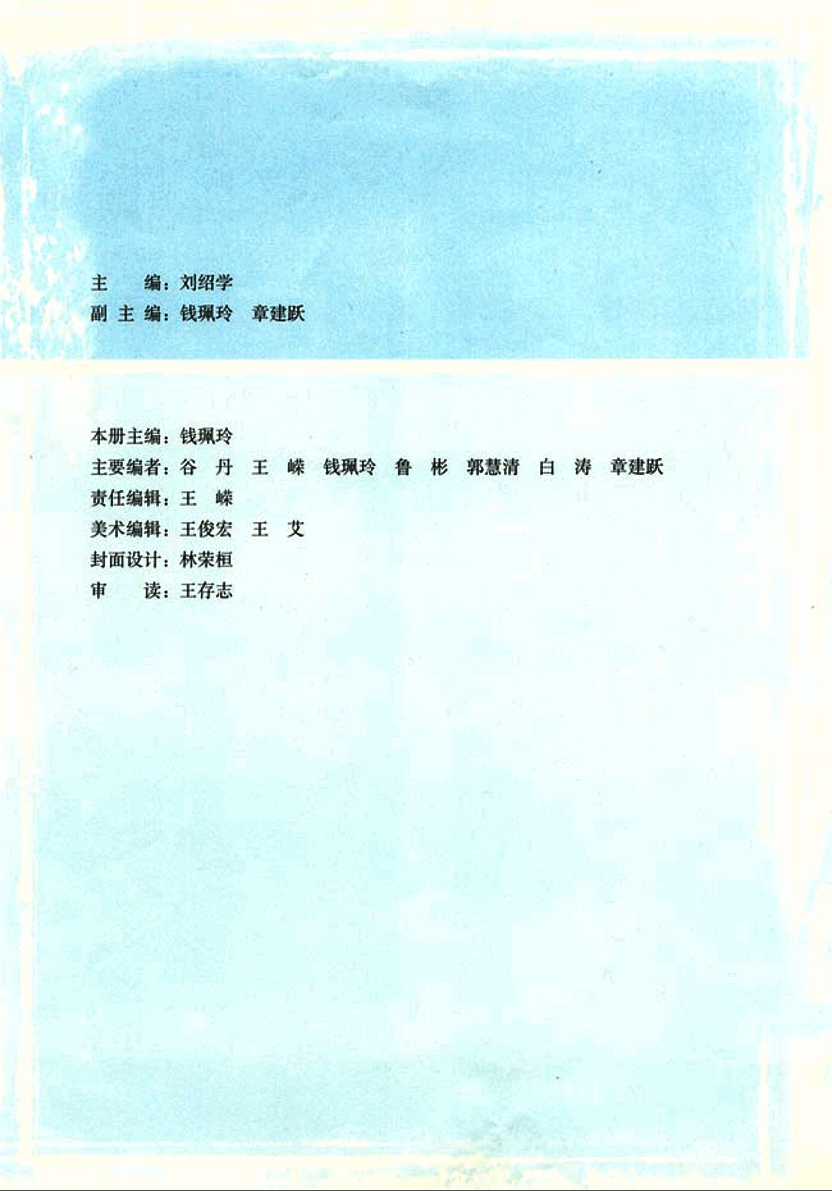 主　　编：刘绍学
副 主 编：钱珮玲　章建跃
本册主编：钱珮玲
主要编者：谷　丹　王　嵘　钱珮玲　鲁　彬　郭慧清　白　涛　章建跃
责任编辑：王　嵘
美术编辑：王俊宏　王　艾
封面设计：林荣桓
审　　读：王存志